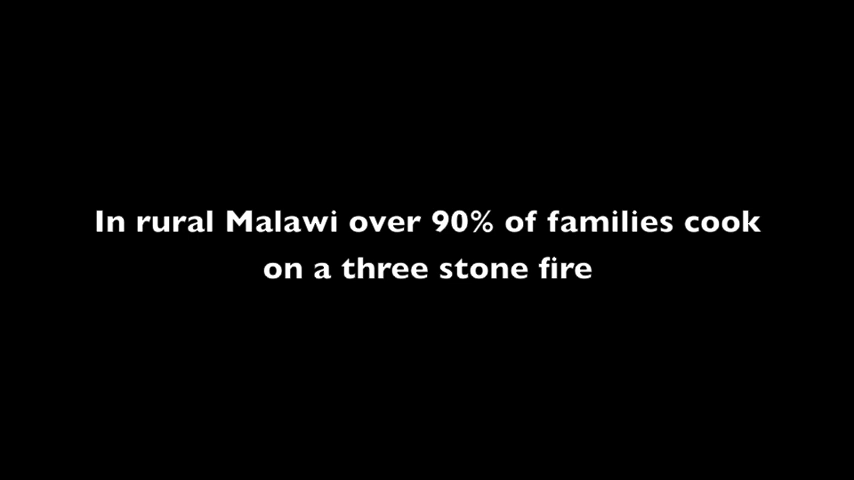 In rural Malawi over 90% of families cook
on a three stone fire